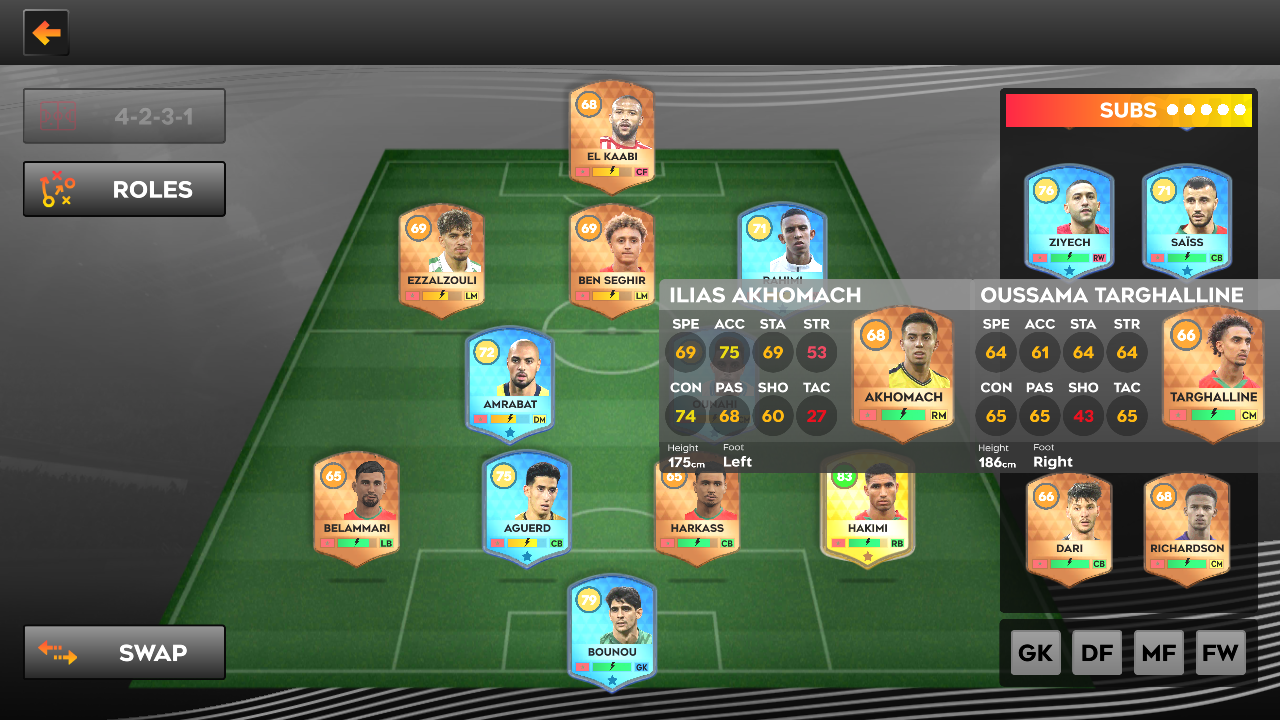 68
EL KAABI
CF
4-2-3-1
ROLES
SUBS
69
EZZALZOULI
LM
69
BEN SEGHIR
LM
71
RAHIMI
76
ZIYECH
RW
71
SAÏSS
CB
ILIAS AKHOMACH
SPE ACC STA STR
69 75 69 53
CON PAS SHO TAC
74 68 60 27
Height Foot
175cm Left
68
AKHOMACH
RM
OUSSAMA TARGHALLINE
SPE ACC STA STR
64 61 64 64
CON PAS SHO TAC
65 65 43 65
Height Foot
186cm Right
66
TARGHALLINE
CM
72
AMRABAT
DM
OUNAHI
65
BELAMMARI
LB
75
AGUERD
CB
65
HARKASS
CB
83
HAKIMI
RB
66
DARI
CB
68
RICHARDSON
CM
79
BOUNOU
GK
SWAP
GK DF MF FW